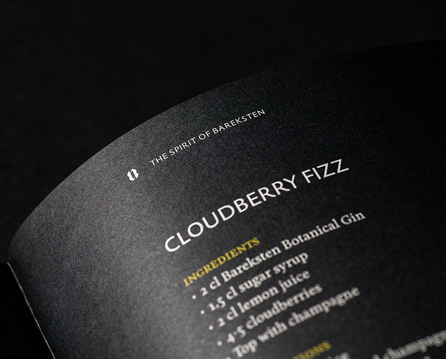 THE SPIRIT OF BAREKSTEN
CLOUDBERRY FIZZ
INGREDIENTS
• 2 cl Bareksten Botanical Gin
• 1.5 cl sugar syrup
• 2 cl lemon juice
• 4-5 cloudberries
• Top with champagne